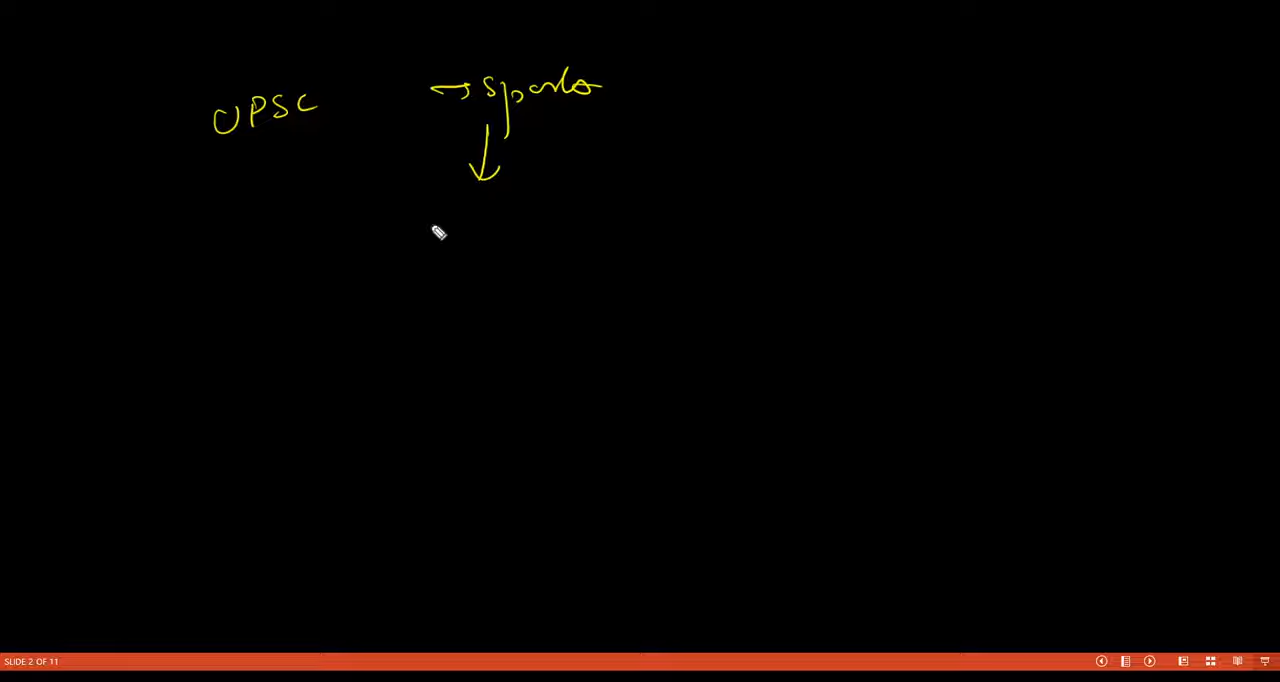 UPSC → 
SLIDE 2 OF 11